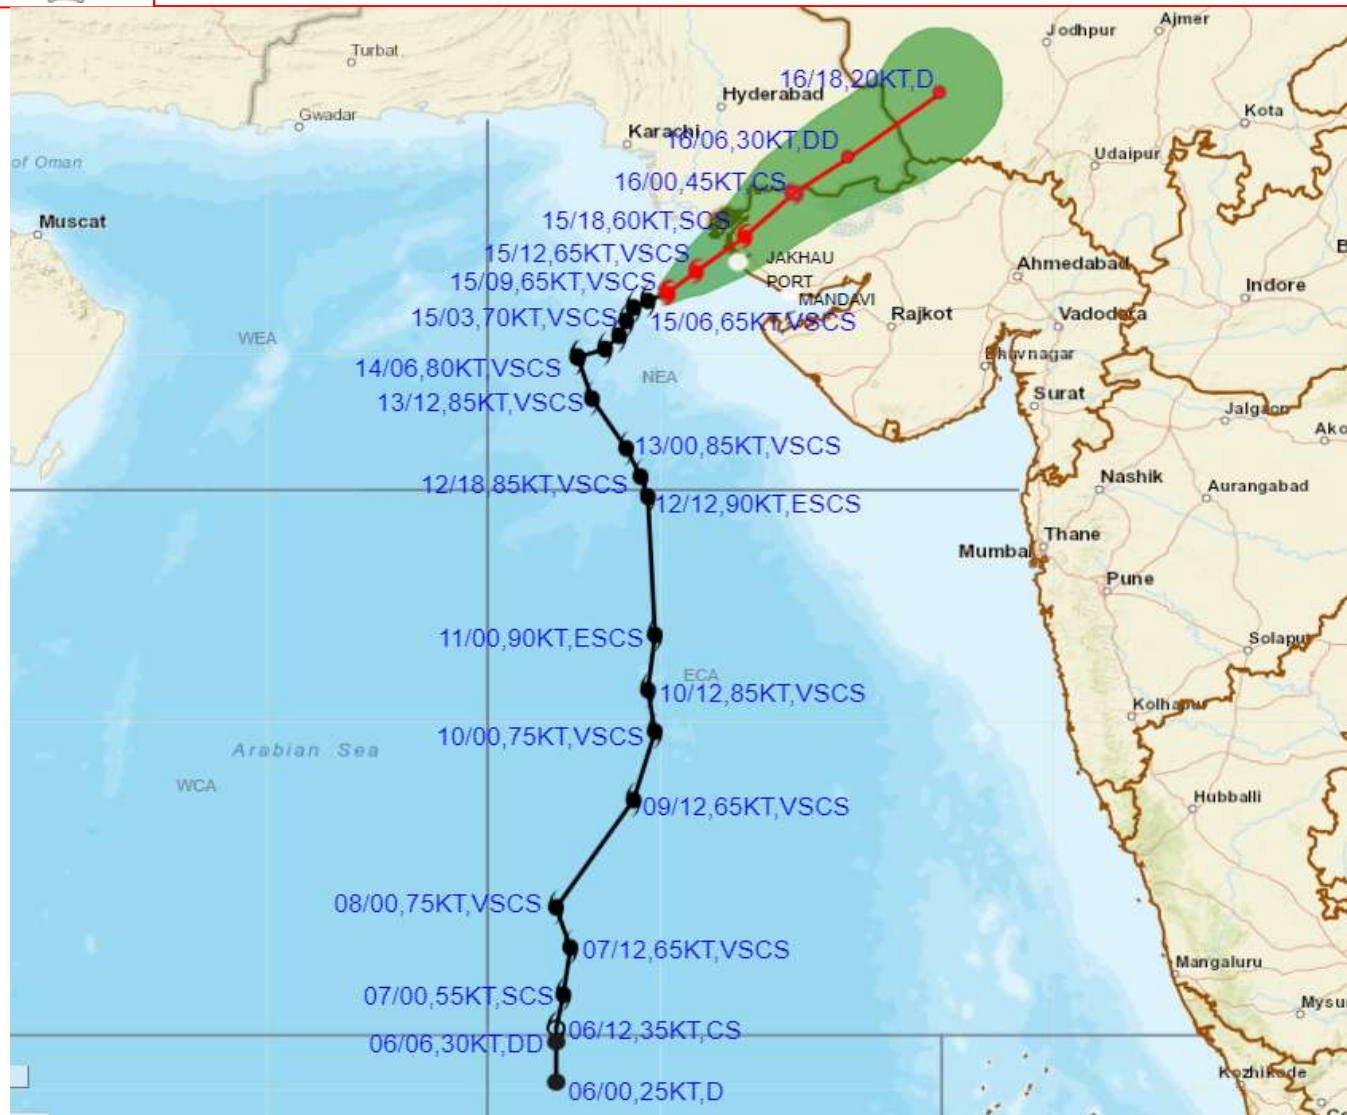 Ajmer
Jodhpur
Turbat
16/18,20KT,D
Hyderabad
Kota
Gwadar
Karachi
16/06,30KT,DD
Udaipur
of Oman
16/00,45KT,CS
Muscat
15/18,60KT,SCS
15/12,65KT,VSCS
JAKHAU
PORT
Ahmedabad
15/09,65KT,VSCS
Indore
MANDAVI
15/03,70KT,VSCS
15/06,65KT,VSCS
Rajkot
Vadodara
WEA
14/06,80KT,VSCS
Bhavnagar
NEA
Surat
13/12,85KT,VSCS
Jalgaon
Ako
13/00,85KT,VSCS
12/18,85KT,VSCS
Nashik
Aurangabad
12/12,90KT,ESCS
Thane
Mumbai
Pune
11/00,90KT,ESCS
Solapur
ECA
10/12,85KT,VSCS
Kolhapur
10/00,75KT,VSCS
Arabian Sea
WCA
Hubballi
09/12,65KT,VSCS
08/00,75KT,VSCS
07/12,65KT,VSCS
Mangaluru
07/00,55KT,SCS
Mysu
06/12,35KT,CS
06/06,30KT,DD
Kozhikode
06/00,25KT,D